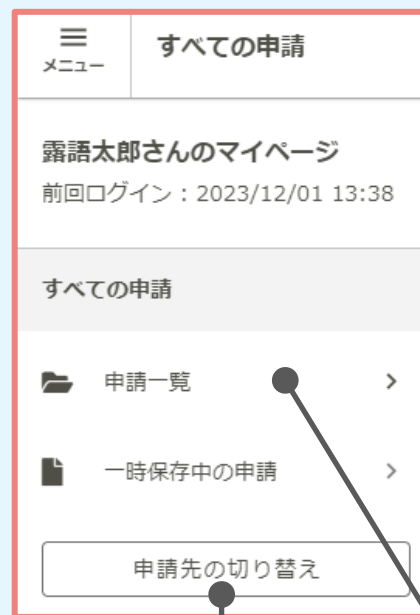 メニュー
すべての申請
露語太郎さんのマイページ
前回ログイン：2023/12/01 13:38
すべての申請
申請一覧
一時保存中の申請
申請先の切り替え